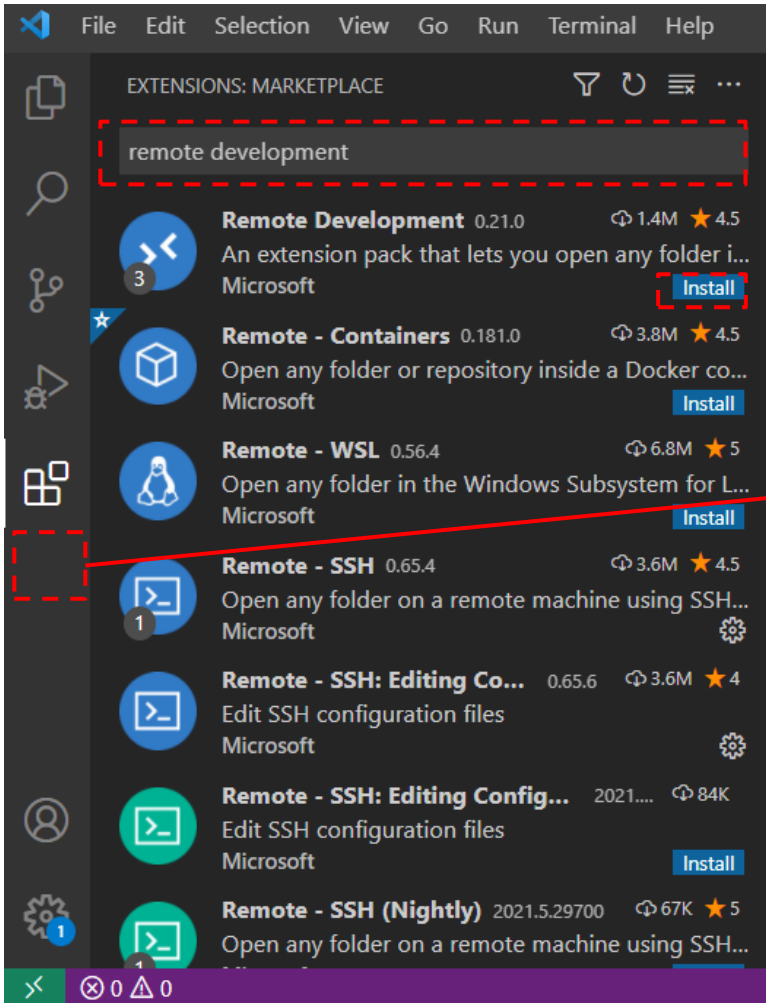 File Edit Selection View Go Run Terminal Help
EXTENSIONS: MARKETPLACE
remote development
Remote Development 0.21.0 1.4M 4.5
An extension pack that lets you open any folder i...
3
Microsoft
Install
Remote - Containers 0.181.0 3.8M 4.5
Open any folder or repository inside a Docker co...
Microsoft
Install
Remote - WSL 0.56.4 6.8M 5
Open any folder in the Windows Subsystem for L...
Microsoft
Install
Remote - SSH 0.65.4 3.6M 4.5
Open any folder on a remote machine using SSH...
1
Microsoft
Remote - SSH: Editing Co... 0.65.6 3.6M 4
Edit SSH configuration files
Microsoft
Remote - SSH: Editing Config... 2021.... 84K
Edit SSH configuration files
Microsoft
Install
Remote - SSH (Nightly) 2021.5.29700 67K 5
1
Open any folder on a remote machine using SSH...
1
0 0